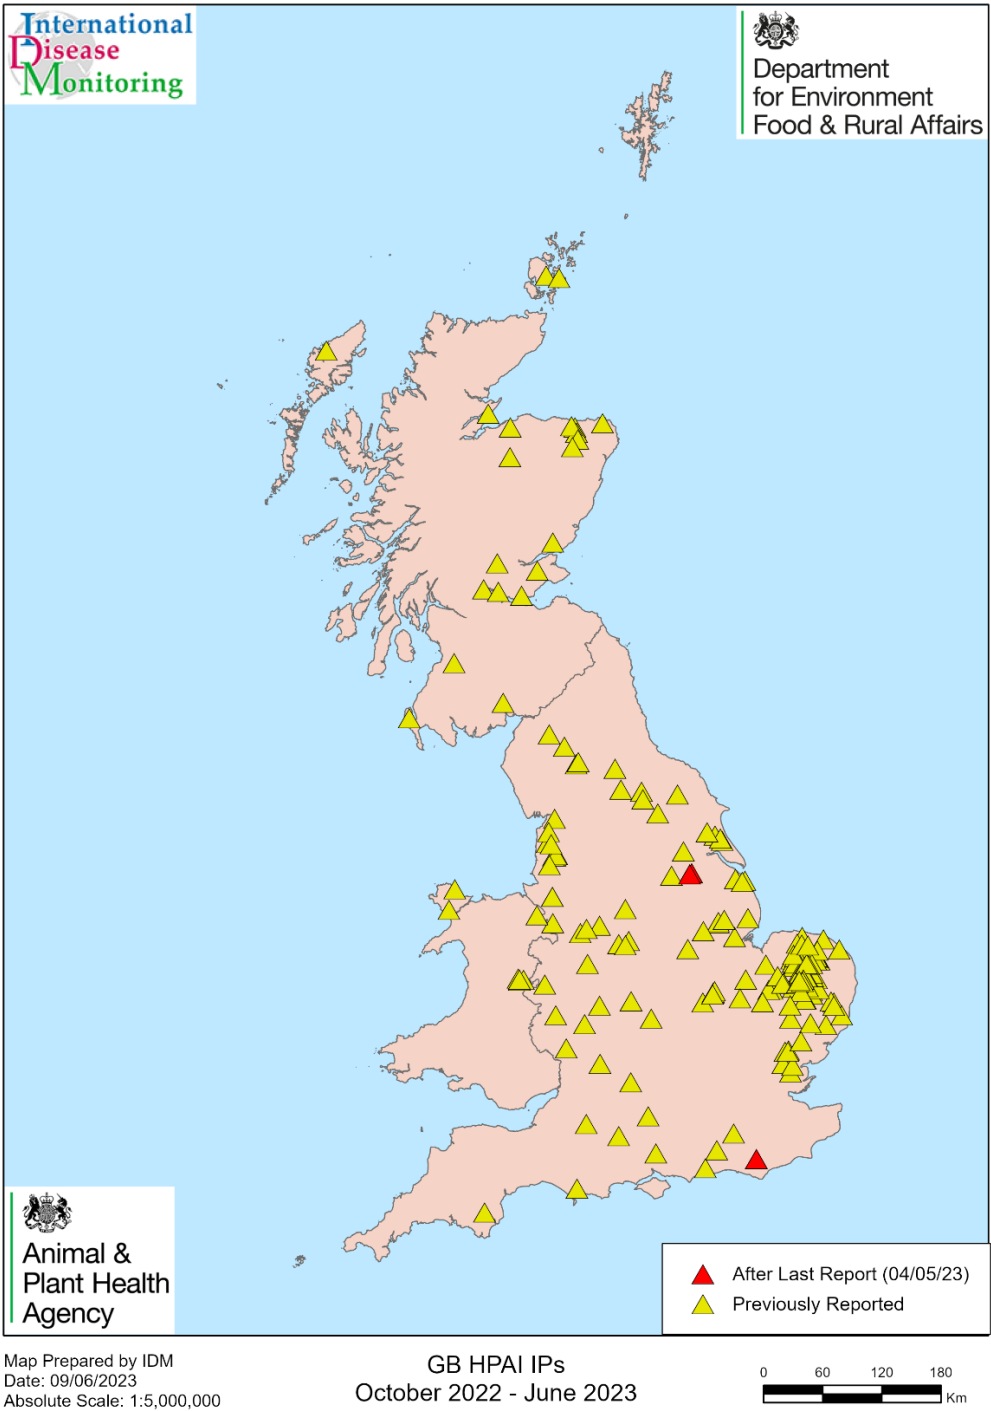 International
Disease
Monitoring
Department
for Environment
Food & Rural Affairs
Animal &
Plant Health
Agency
After Last Report (04/05/23)
Previously Reported
Map Prepared by IDM
Date: 09/06/2023
Absolute Scale: 1:5,000,000
GB HPAI IPs
October 2022 - June 2023
0 60 120 180
Km